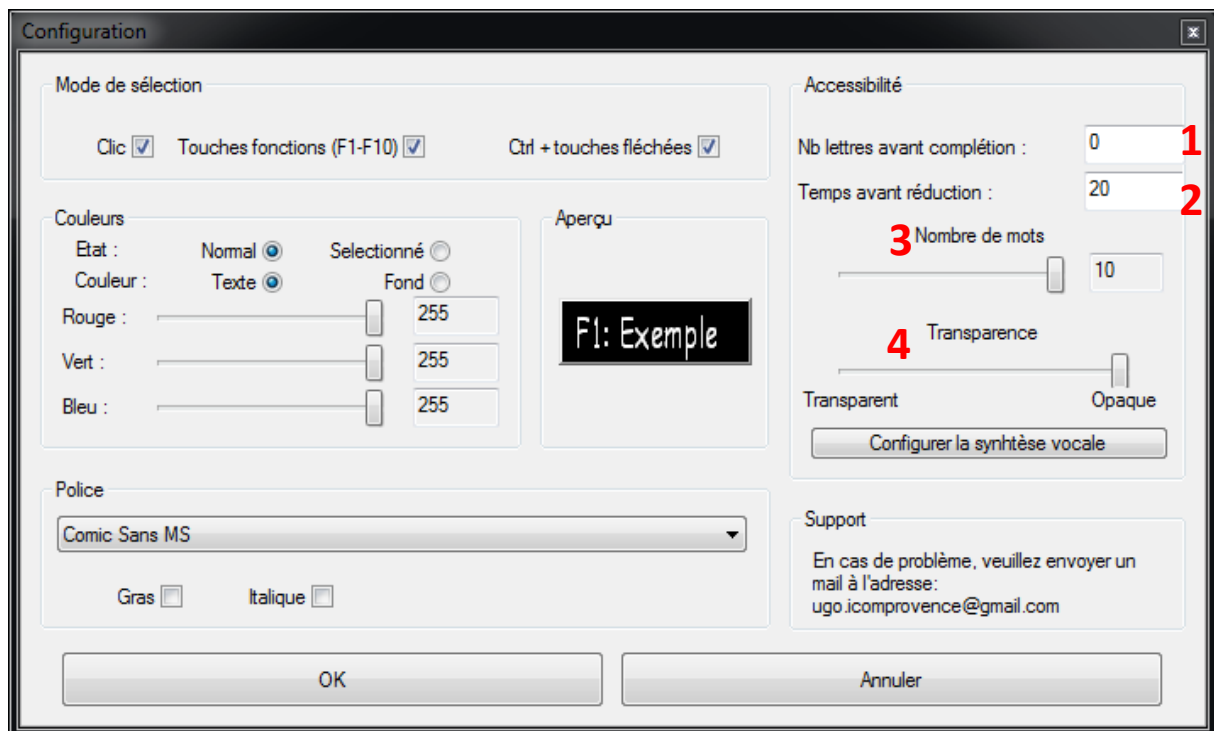 Configuration
Mode de sélection
Clic
Touches fonctions (F1-F10)
Ctrl + touches fléchées
Couleurs
Etat :
Normal
Selectionné
Couleur :
Texte
Fond
Rouge :
255
Vert :
255
Bleu :
255
Aperçu
F1: Exemple
Police
Comic Sans MS
Gras
Italique
Accessibilité
Nb lettres avant complétion :
0
1
Temps avant réduction :
20
2
3
Nombre de mots
10
4
Transparence
Transparent
Opaque
Configurer la synhtèse vocale
Support
En cas de problème, veuillez envoyer un
mail à l'adresse:
ugo.icomprovence@gmail.com
OK
Annuler